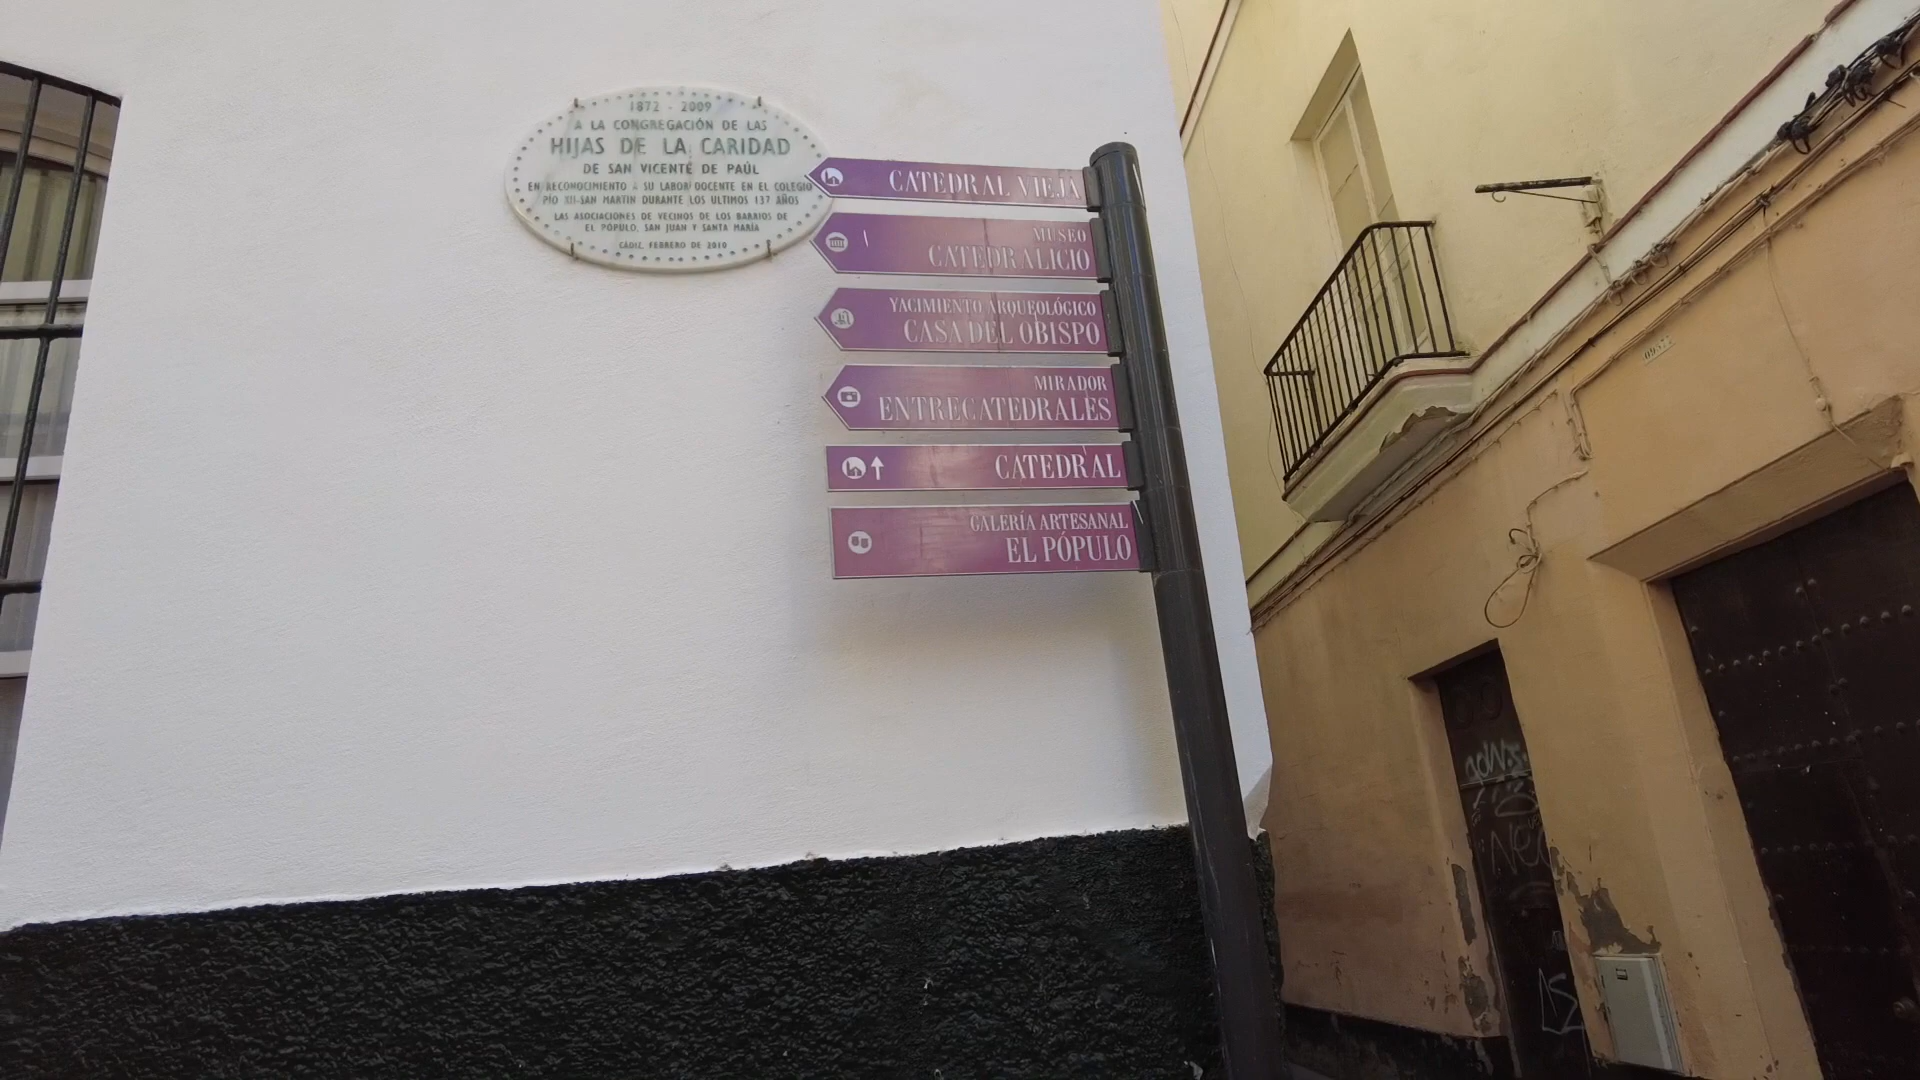 1872 - 2009
A LA CONGREGACIÓN DE LAS
HIJAS DE LA CARIDAD
DE SAN VICENTE DE PAÚL
EN RECONOCIMIENTO A SU LABOR DOCENTE EN EL COLEGIO
PÍO XII-SAN MARTIN DURANTE LOS ULTIMOS 137 AÑOS
LAS ASOCIACIONES DE VECINOS DE LOS BARRIOS DE
EL PÓPULO, SAN JUAN Y SANTA MARÍA
CÁDIZ, FEBRERO DE 2010
CATEDRAL VIEJA
MUSEO
CATEDRALICIO
YACIMIENTO ARQUEOLÓGICO
CASA DEL OBISPO
MIRADOR
ENTRECATEDRALES
CATEDRAL
GALERÍA ARTESANAL
EL PÓPULO